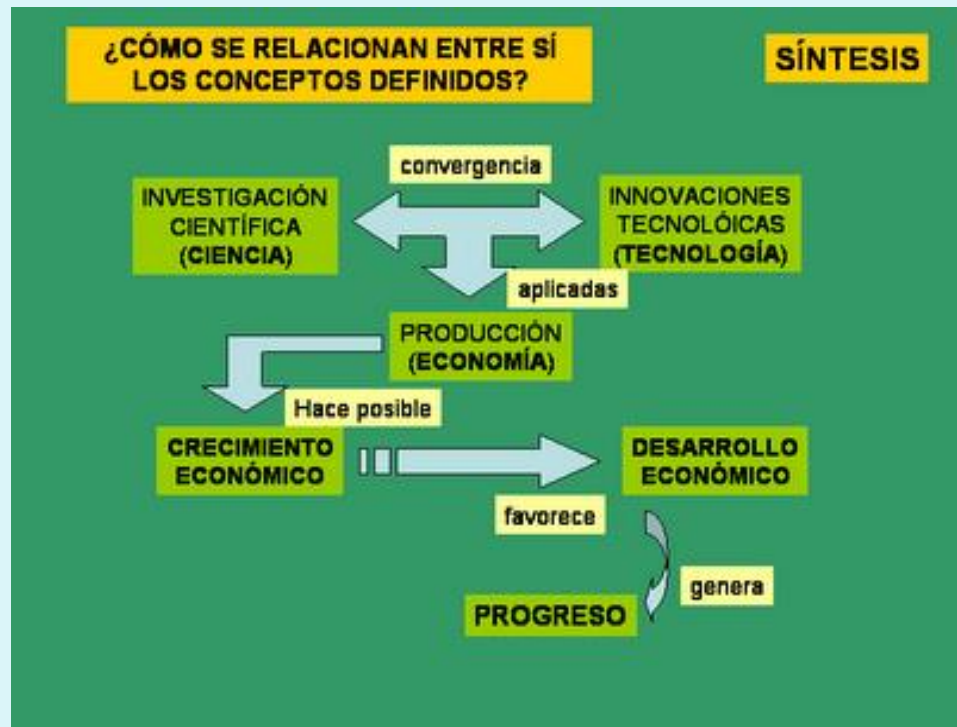 ¿CÓMO SE RELACIONAN ENTRE SÍ
LOS CONCEPTOS DEFINIDOS?
SÍNTESIS
convergencia
INVESTIGACIÓN
CIENTÍFICA
(CIENCIA)
INNOVACIONES
TECNOLÓICAS
(TECNOLOGÍA)
aplicadas
PRODUCCIÓN
(ECONOMÍA)
Hace posible
CRECIMIENTO
ECONÓMICO
DESARROLLO
ECONÓMICO
favorece
genera
PROGRESO